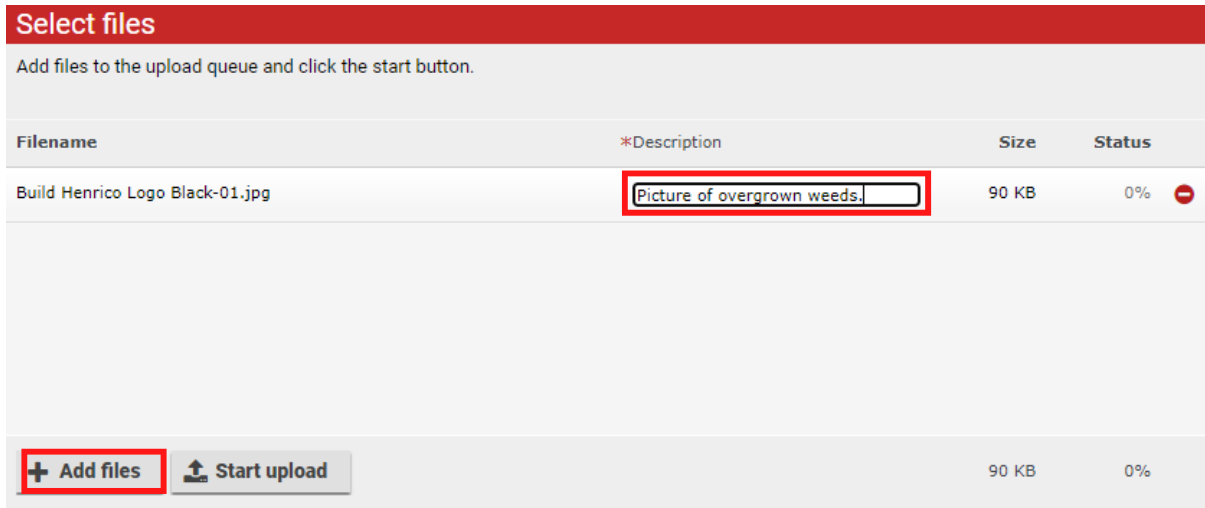 Select files
Add files to the upload queue and click the start button.
Filename *Description Size Status
Build Henrico Logo Black-01.jpg Picture of overgrown weeds. 90 KB 0%
Add files Start upload 90 KB 0%